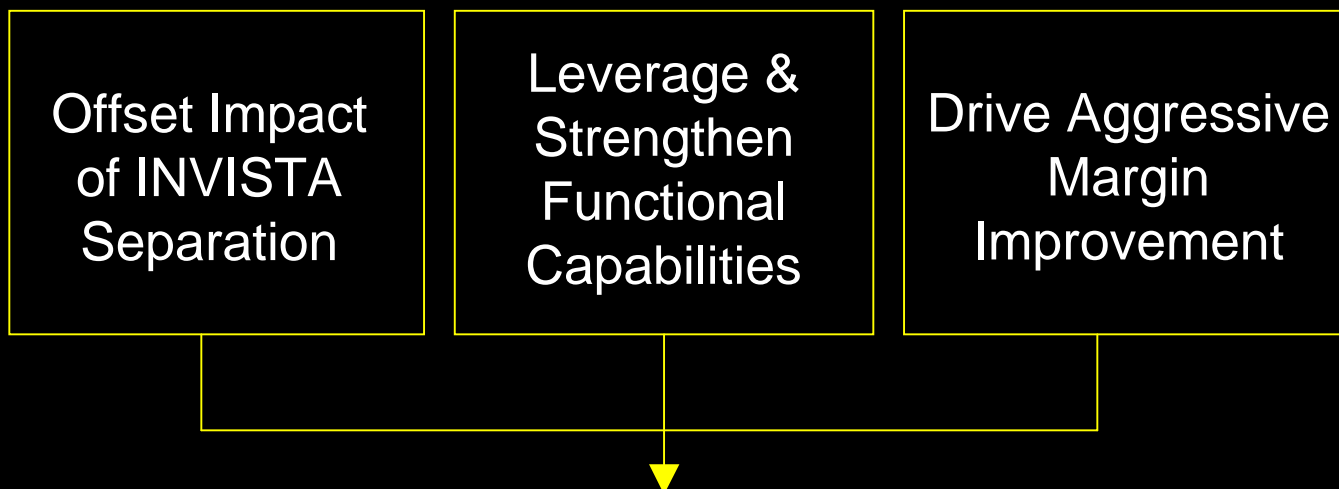 Offset Impact
of INVISTA
Separation
Leverage &
Strengthen
Functional
Capabilities
Drive Aggressive
Margin
Improvement